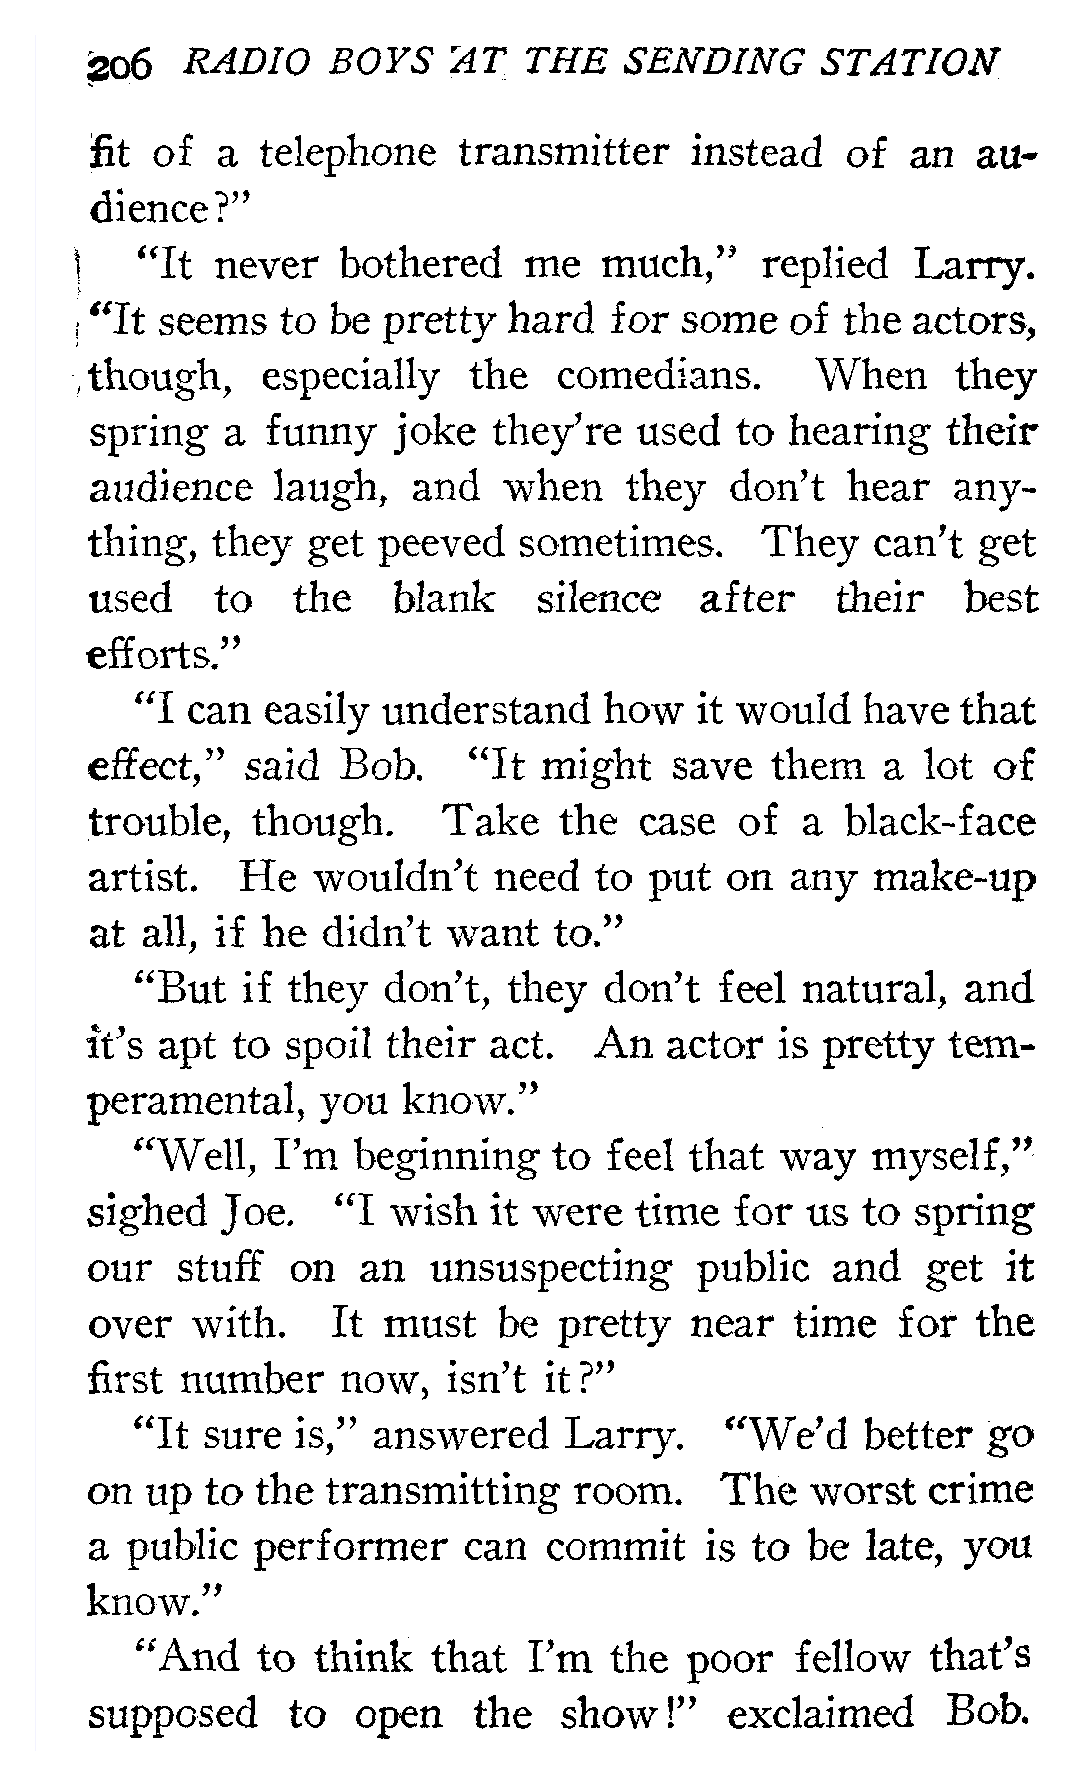 206 RADIO BOYS AT THE SENDING STATION
fit of a telephone transmitter instead of an au-
dience?”
“It never bothered me much,” replied Larry.
“It seems to be pretty hard for some of the actors,
though, especially the comedians. When they
spring a funny joke they’re used to hearing their
audience laugh, and when they don’t hear any-
thing, they get peeved sometimes. They can’t get
used to the blank silence after their best
efforts.”
“I can easily understand how it would have that
effect,” said Bob. “It might save them a lot of
trouble, though. Take the case of a black-face
artist. He wouldn’t need to put on any make-up
at all, if he didn’t want to.”
“But if they don’t, they don’t feel natural, and
it’s apt to spoil their act. An actor is pretty tem-
peramental, you know.”
“Well, I’m beginning to feel that way myself,”
sighed Joe. “I wish it were time for us to spring
our stuff on an unsuspecting public and get it
over with. It must be pretty near time for the
first number now, isn’t it?”
“It sure is,” answered Larry. “We’d better go
on up to the transmitting room. The worst crime
a public performer can commit is to be late, you
know.”
“And to think that I’m the poor fellow that’s
supposed to open the show!” exclaimed Bob.